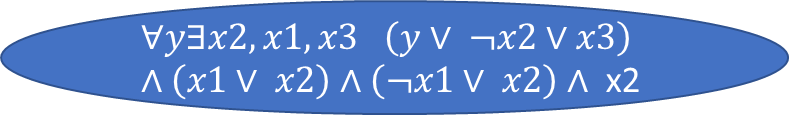 ∀y∃x2, x1, x3 (y ∨ ¬x2 ∨ x3)
∧ (x1 ∨ x2) ∧ (¬x1 ∨ x2) ∧ x2